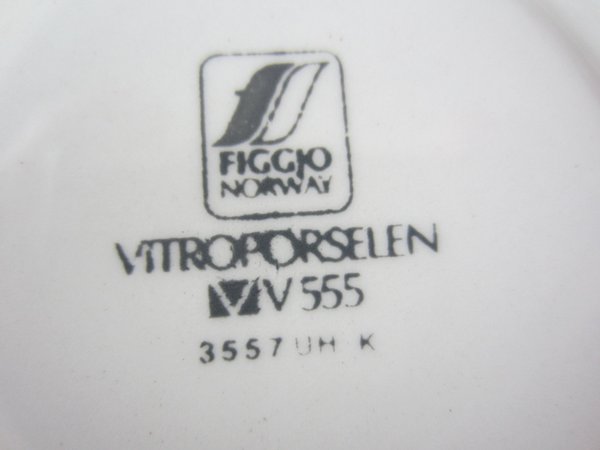 FIGGJO
NORWAY
VITROPORSELEN
V 555
3557 UH K